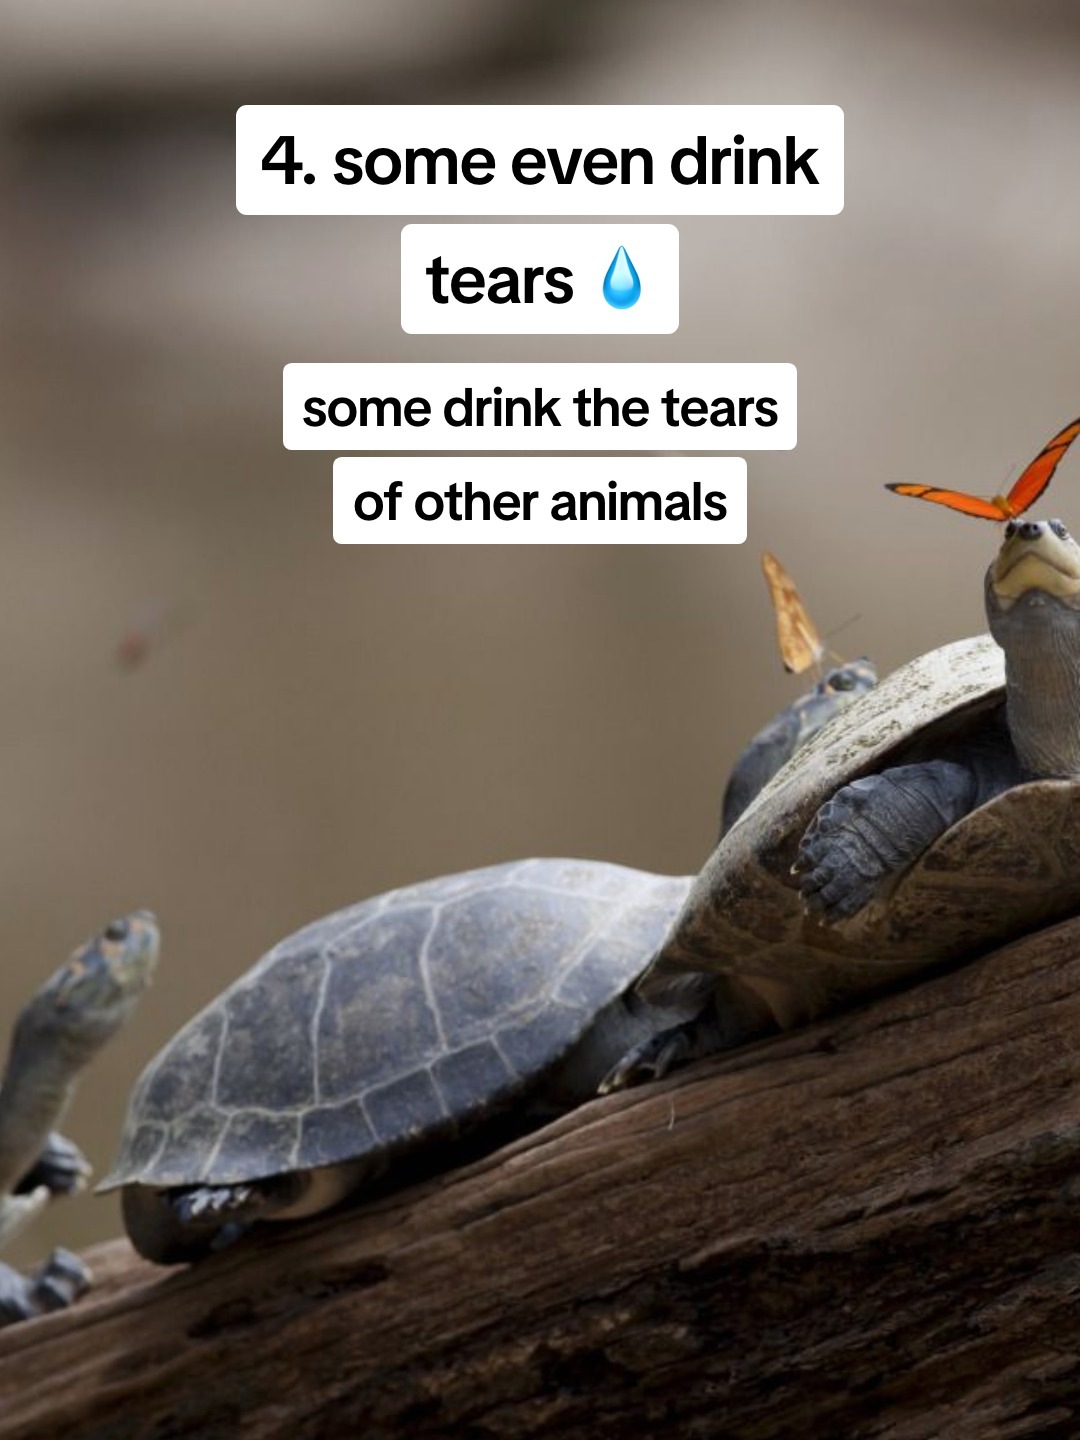 4. some even drink
tears 💧
some drink the tears
of other animals